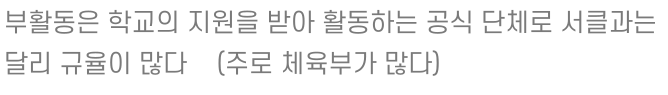 부활동은 학교의 지원을 받아 활동하는 공식 단체로 서클과는
달리 규율이 많다 (주로 체육부가 많다)